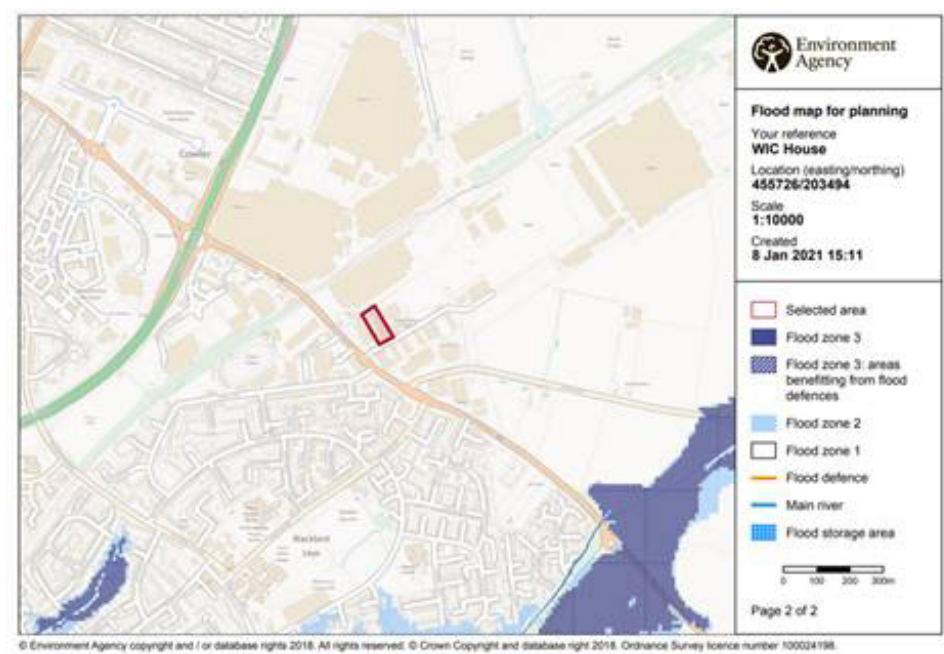 Environment
Agency
Flood map for planning
Your reference
WIC House
Location (easting/northing)
455726/203494
Scale
1:10000
Created
8 Jan 2021 15:11
Selected area
Flood zone 3
Flood zone 3: areas
benefitting from flood
defences
Flood zone 2
Flood zone 1
Flood defence
Main river
Flood storage area
0 100 200 300m
Page 2 of 2
Cowley
Blackbird
Leys
© Environment Agency copyright and / or database rights 2018. All rights reserved. © Crown Copyright and database right 2018. Ordnance Survey licence number 100024198.